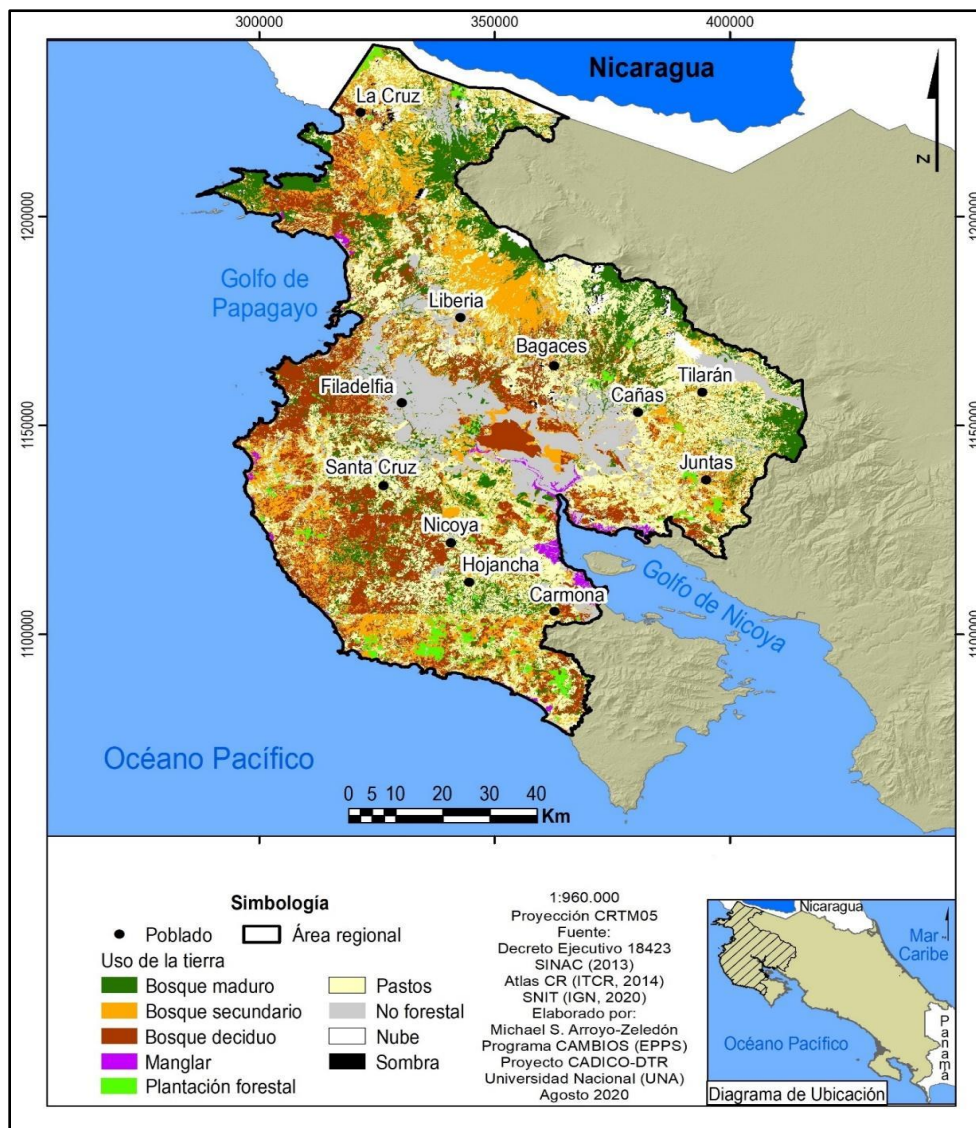 300000 350000 400000
Nicaragua
La Cruz
N
1200000 1200000
Golfo de
Papagayo
Liberia
Bagaces
Tilarán
Filadelfia
Cañas
1150000 1150000
Santa Cruz
Juntas
Nicoya
Hojancha
Golfo de Nicoya
Carmona
1100000 1100000
Océano Pacífico
0 5 10 20 30 40
Km
Simbología
Poblado Área regional
Uso de la tierra
Bosque maduro
Bosque secundario
Bosque deciduo
Manglar
Plantación forestal
Pastos
No forestal
Nube
Sombra
1:960.000
Proyección CRTM05
Fuente:
Decreto Ejecutivo 18423
SINAC (2013)
Atlas CR (ITCR, 2014)
SNIT (IGN, 2020)
Elaborado por:
Michael S. Arroyo-Zeledón
Programa CAMBIOS (EPPS)
Proyecto CADICO-DTR
Universidad Nacional (UNA)
Agosto 2020
Nicaragua
Mar
Caribe
Océano Pacífico
Panamá
Diagrama de Ubicación